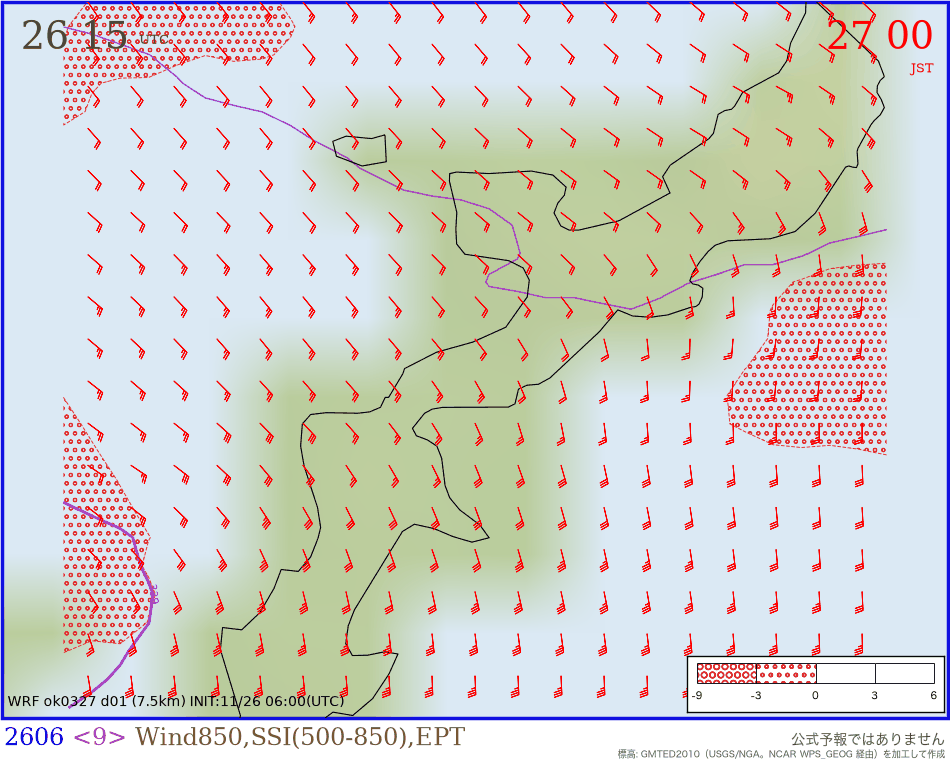 26 15 UTC
27 00
JST
330
-9 -3 0 3 6
WRF ok0327 d01 (7.5km) INIT:11/26 06:00(UTC)
2606 <9> Wind850,SSI(500-850),EPT
公式予報ではありません
標高: GMTED2010（USGS/NGA。NCAR WPS_GEOG 経由）を加工して作成